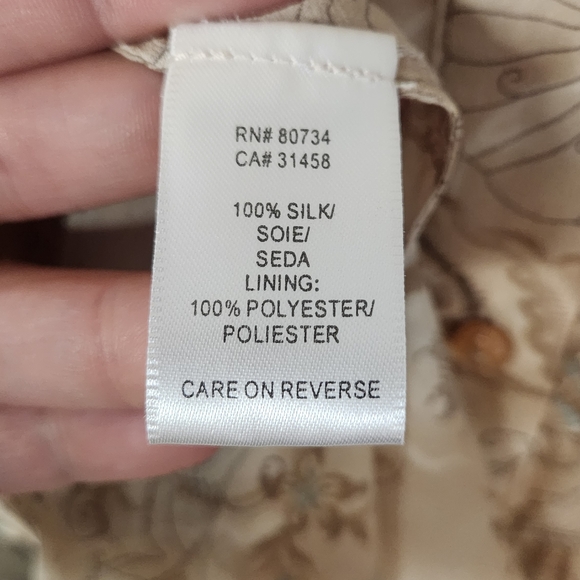 RN# 80734
CA# 31458
100% SILK/
SOIE/
SEDA
LINING:
100% POLYESTER/
POLIESTER
CARE ON REVERSE